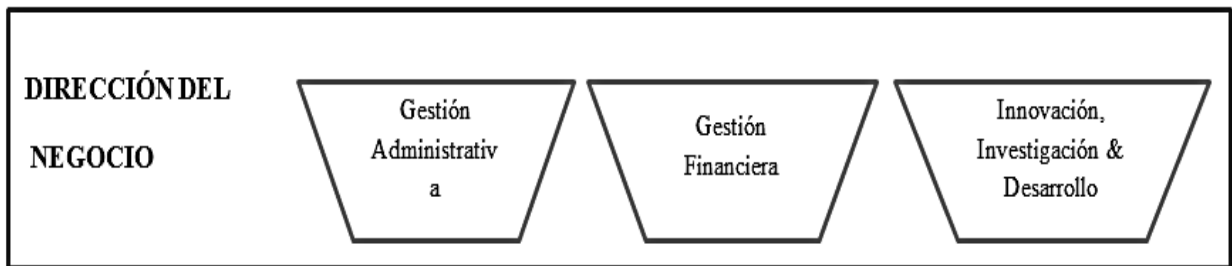 DIRECCIÓN DEL
NEGOCIO
Gestión
Administrativ
a
Gestión
Financiera
Innovación,
Investigación &
Desarrollo